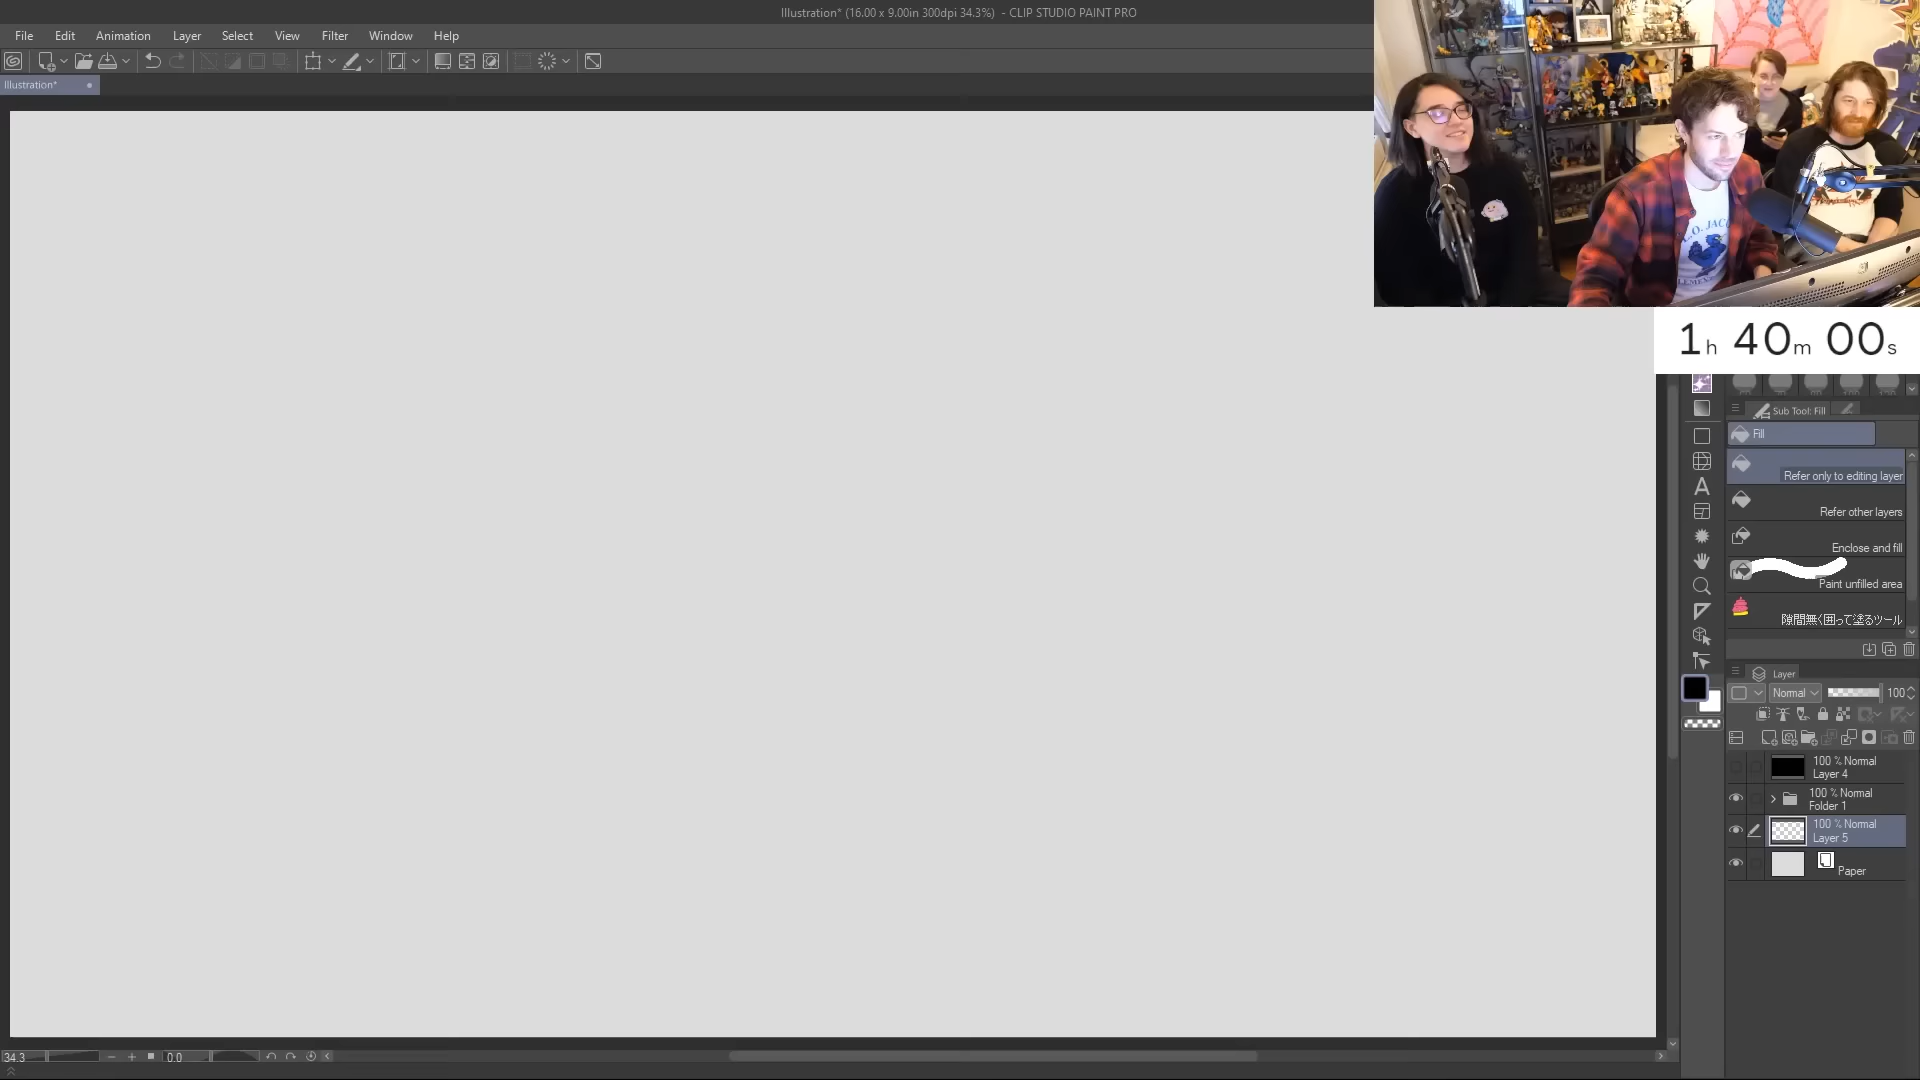 Illustration* (16.00 x 9.00in 300dpi 34.3%) - CLIP STUDIO PAINT PRO
File Edit Animation Layer Select View Filter Window Help
Illustration*
1h 40m 00s
Sub Tool: Fill
Fill
Refer only to editing layer
Refer other layers
Enclose and fill
Paint unfilled area
隙間無く囲って塗るツール
Layer
Normal 100
100 % Normal
Layer 4
100 % Normal
Folder 1
100 % Normal
Layer 5
Paper
34.3 0.0